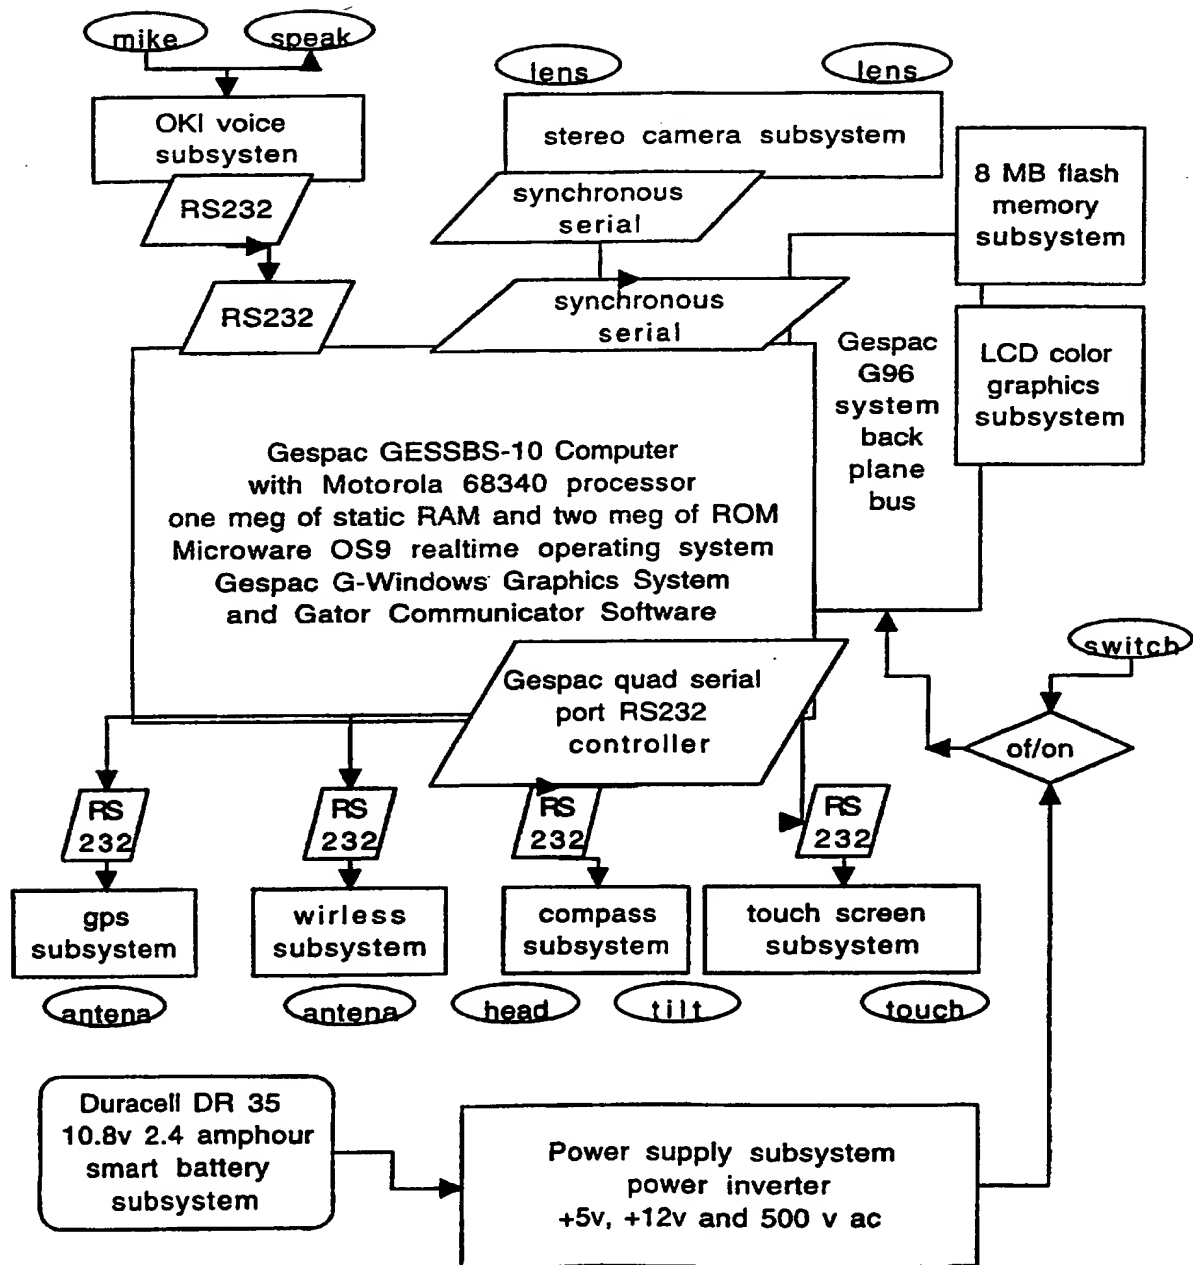 mike
speak
lens
lens
OKI voice
subsysten
stereo camera subsystem
8 MB flash
memory
subsystem
RS232
synchronous
serial
RS232
synchronous
serial
Gespac
G96
system
back
plane
bus
LCD color
graphics
subsystem
Gespac GESSBS-10 Computer
with Motorola 68340 processor
one meg of static RAM and two meg of ROM
Microware OS9 realtime operating system
Gespac G-Windows Graphics System
and Gator Communicator Software
switch
Gespac quad serial
port RS232
controller
of/on
RS
232
RS
232
RS
232
RS
232
gps
subsystem
wirless
subsystem
compass
subsystem
touch screen
subsystem
antena
antena
head
tilt
touch
Duracell DR 35
10.8v 2.4 amphour
smart battery
subsystem
Power supply subsystem
power inverter
+5v, +12v and 500 v ac